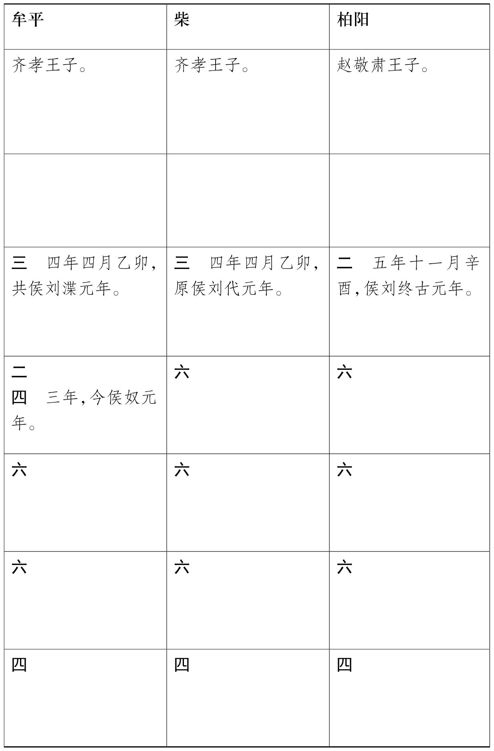 牟平
柴
柏阳
齐孝王子。
齐孝王子。
赵敬肃王子。
三 四年四月乙卯，
共侯刘渫元年。
三 四年四月乙卯，
原侯刘代元年。
二 五年十一月辛
酉，侯刘终古元年。
二
四 三年，今侯奴元
年。
六
六
六
六
六
六
六
六
四
四
四